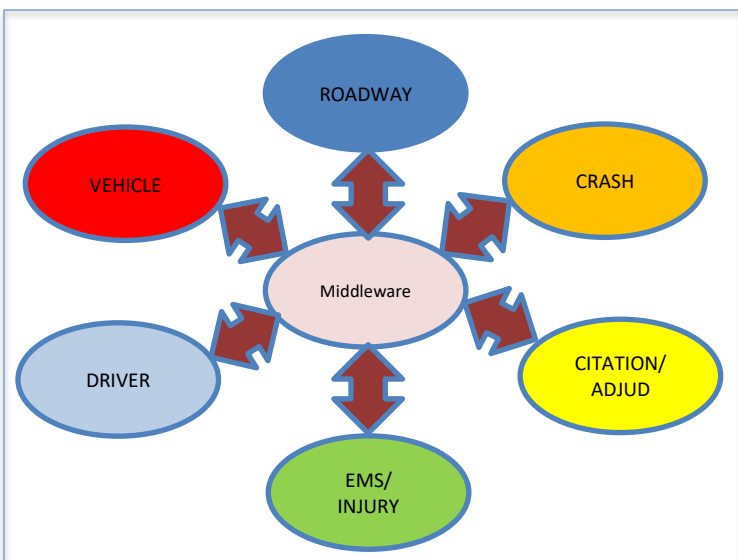 ROADWAY
VEHICLE
CRASH
Middleware
DRIVER
CITATION/
ADJUD
EMS/
INJURY